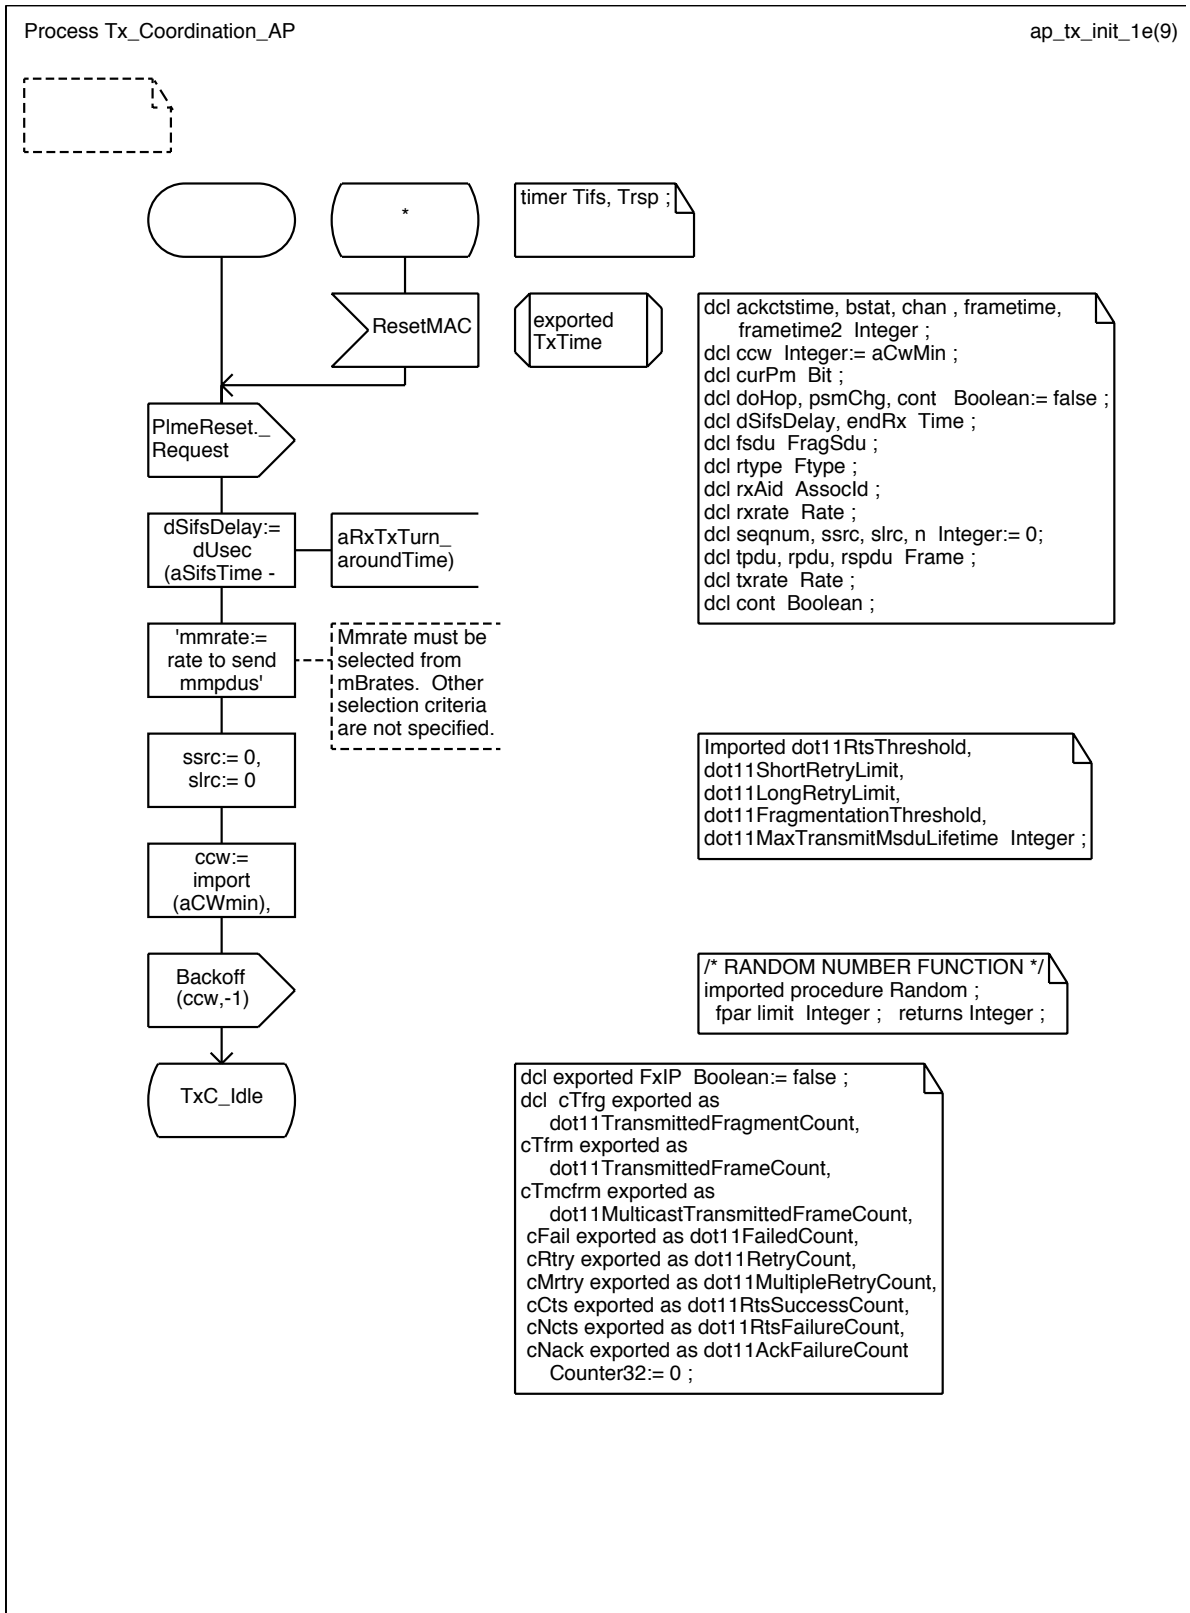 Process Tx_Coordination_AP
ap_tx_init_1e(9)
*
timer Tifs, Trsp ;
ResetMAC
exported
TxTime
dcl ackctstime, bstat, chan , frametime,
frametime2  Integer ;
dcl ccw  Integer:= aCwMin ;
dcl curPm  Bit ;
dcl doHop, psmChg, cont   Boolean:= false ;
dcl dSifsDelay, endRx  Time ;
dcl fsdu  FragSdu ;
dcl rtype  Ftype ;
dcl rxAid  AssocId ;
dcl rxrate  Rate ;
dcl seqnum, ssrc, slrc, n  Integer:= 0;
dcl tpdu, rpdu, rspdu  Frame ;
dcl txrate  Rate ;
dcl cont  Boolean ;
PlmeReset._
Request
dSifsDelay:=
dUsec
(aSifsTime -
aRxTxTurn_
aroundTime)
'mmrate:=
rate to send
mmpdus'
Mmrate must be
selected from
mBrates.  Other
selection criteria
are not specified.
ssrc:= 0,
slrc:= 0
Imported dot11RtsThreshold,
dot11ShortRetryLimit,
dot11LongRetryLimit,
dot11FragmentationThreshold,
dot11MaxTransmitMsduLifetime  Integer ;
ccw:=
import
(aCWmin),
Backoff
(ccw,-1)
/* RANDOM NUMBER FUNCTION */
imported procedure Random ;
fpar limit  Integer ;   returns Integer ;
TxC_Idle
dcl exported FxIP  Boolean:= false ;
dcl  cTfrg exported as
dot11TransmittedFragmentCount,
cTfrm exported as
dot11TransmittedFrameCount,
cTmcfrm exported as
dot11MulticastTransmittedFrameCount,
cFail exported as dot11FailedCount,
cRtry exported as dot11RetryCount,
cMrtry exported as dot11MultipleRetryCount,
cCts exported as dot11RtsSuccessCount,
cNcts exported as dot11RtsFailureCount,
cNack exported as dot11AckFailureCount
Counter32:= 0 ;